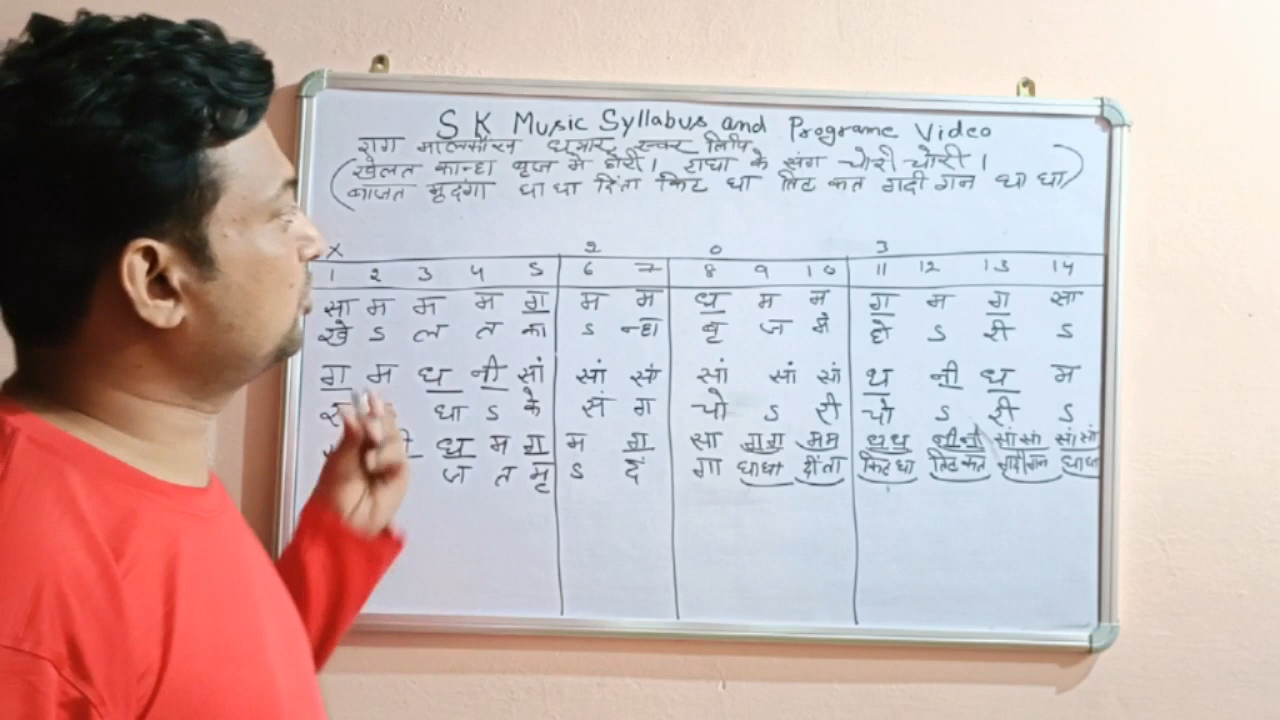 SK Music Syllabus and Programe Video
राग मालकौंस धमार स्वर लिपि
(खेलत कान्हा बृज मे होरी। राधा के संग चोरी चोरी।
बाजत मृदंगा धा धा दिंता किट धा तिट कत गदी गन धा धा)
X 2 0 3
1 2 3 4 5 6 7 8 9 10 11 12 13 14
सा म म म ग म म ध म म ग म ग सा
खे ऽ ल त का ऽ न्हा बृ ज मे हो ऽ री ऽ
ग म ध नी सां सां सां सां सां सां ध नी ध म
धा ऽ के सं ग चो ऽ री चो ऽ री ऽ
ध म ग म ग सा गग मम धध नीनी सांसां सांसां
ज त मृ ऽ दं गा धाधा दींता किटधा तिटकत गदीगन धाधा